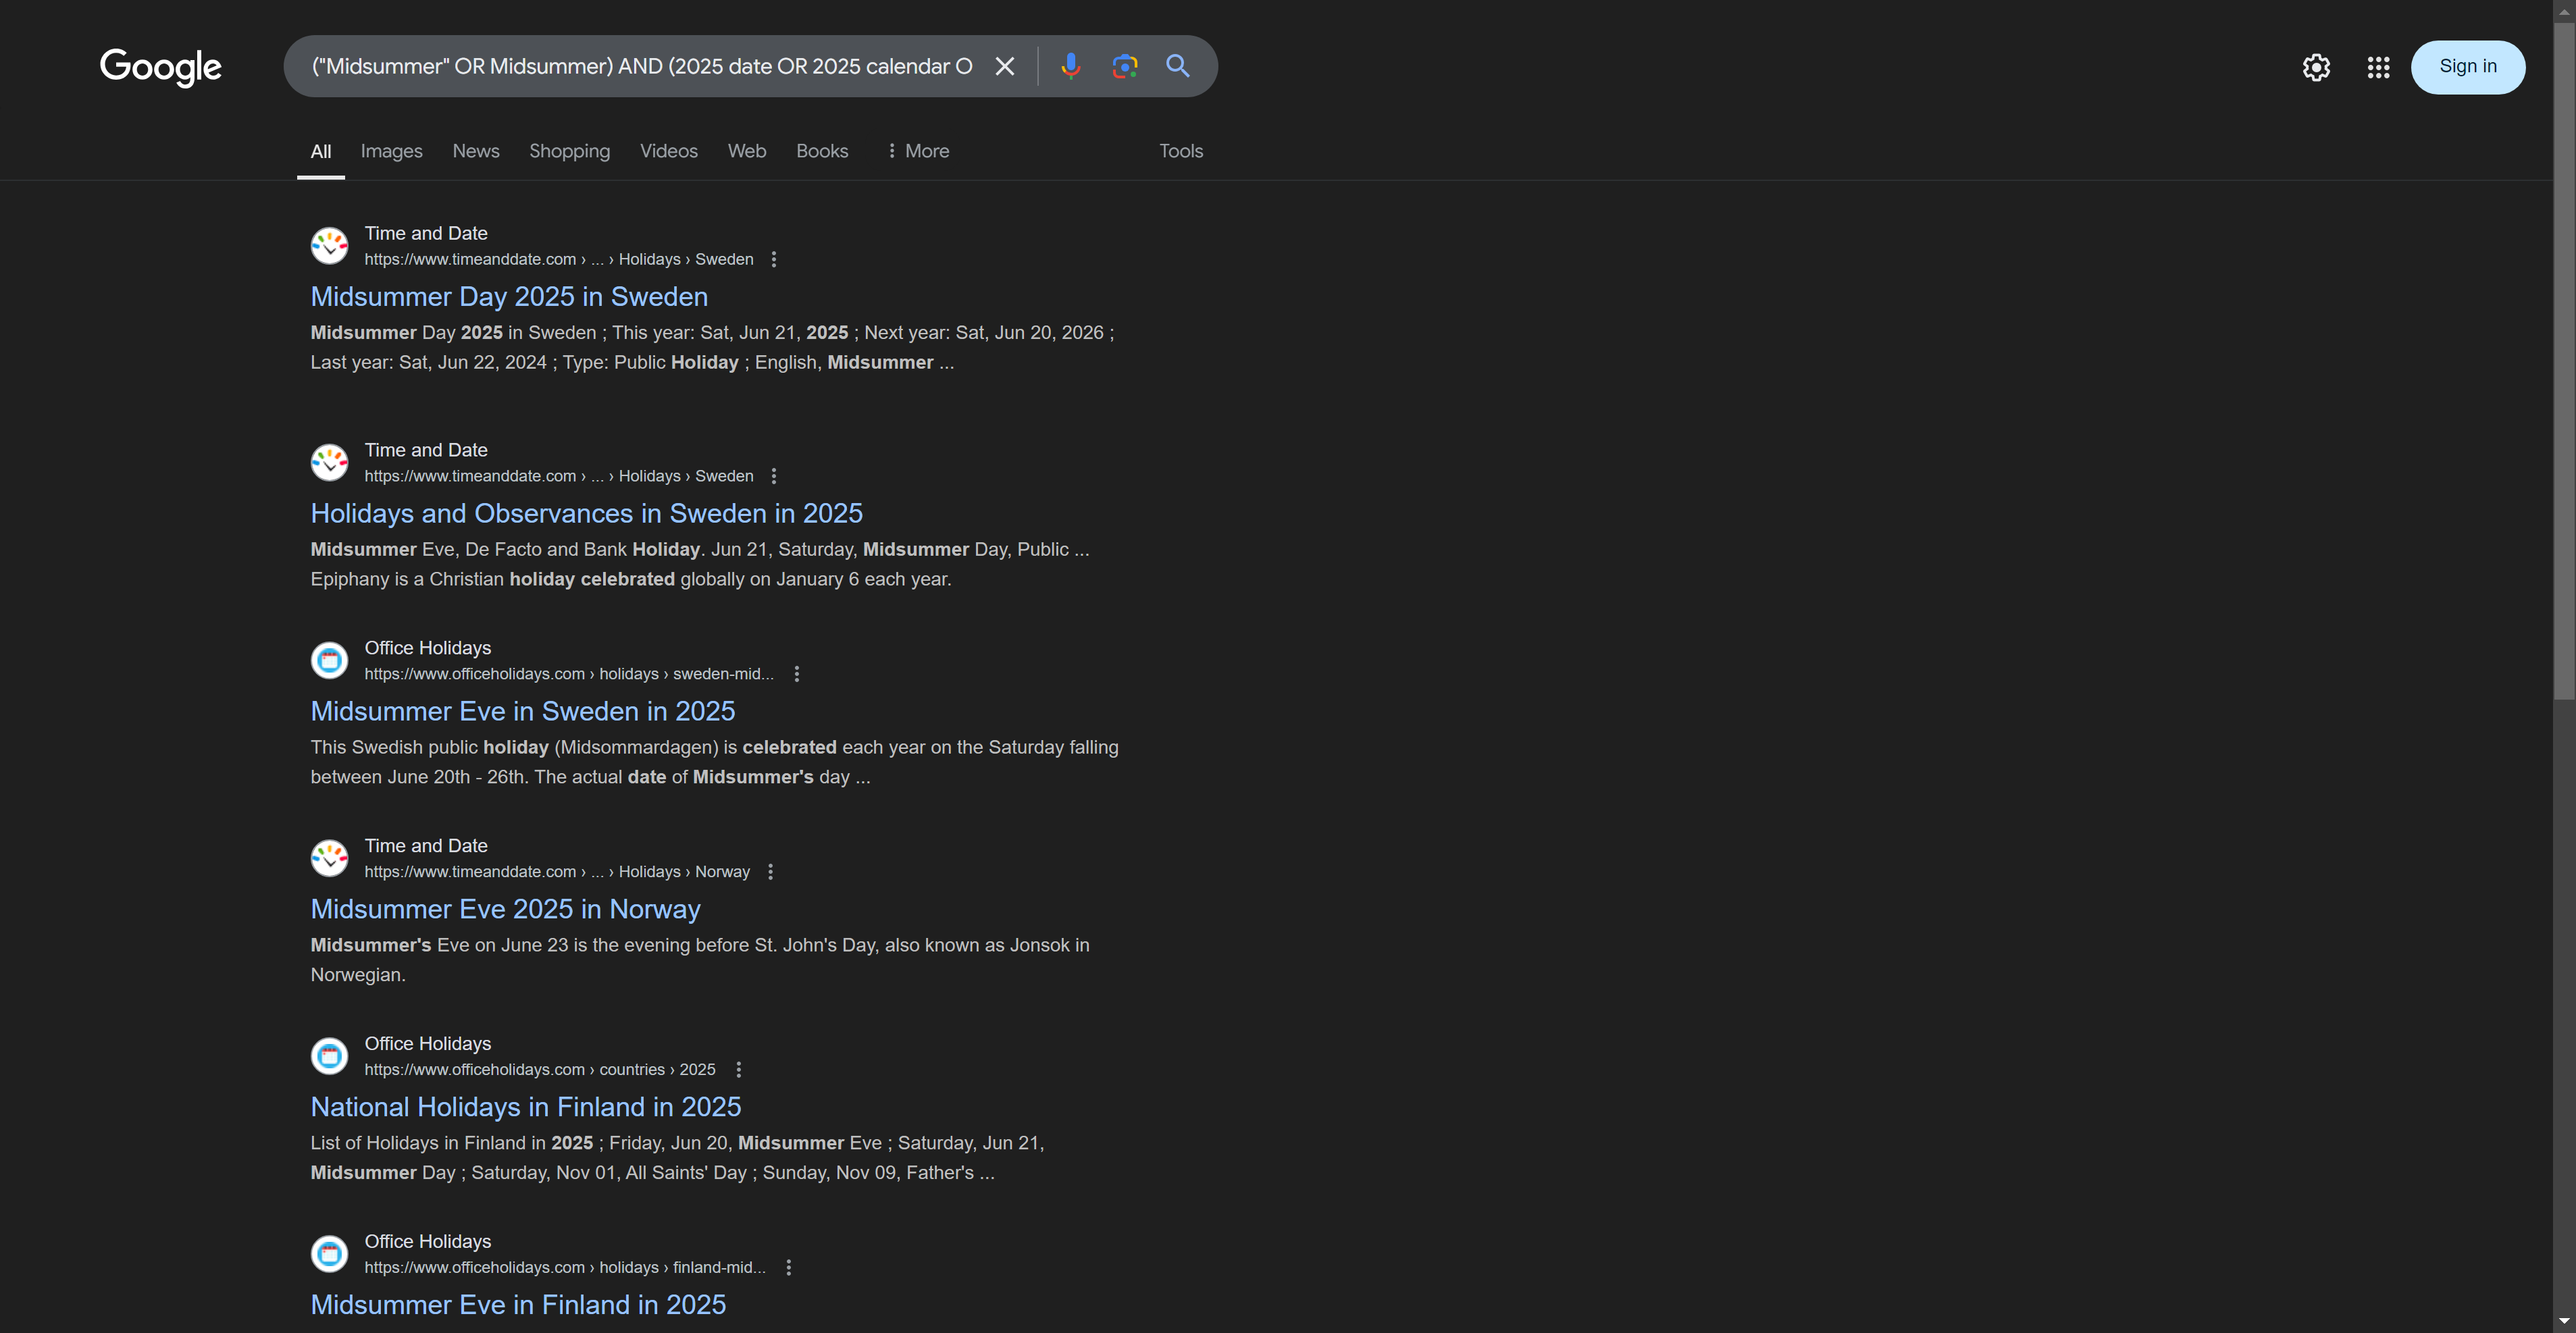 Google
("Midsummer" OR Midsummer) AND (2025 date OR 2025 calendar O
Sign in
All Images News Shopping Videos Web Books More Tools
Time and Date
https://www.timeanddate.com › ... › Holidays › Sweden
Midsummer Day 2025 in Sweden
Midsummer Day 2025 in Sweden ; This year: Sat, Jun 21, 2025 ; Next year: Sat, Jun 20, 2026 ;
Last year: Sat, Jun 22, 2024 ; Type: Public Holiday ; English, Midsummer ...
Time and Date
https://www.timeanddate.com › ... › Holidays › Sweden
Holidays and Observances in Sweden in 2025
Midsummer Eve, De Facto and Bank Holiday. Jun 21, Saturday, Midsummer Day, Public ...
Epiphany is a Christian holiday celebrated globally on January 6 each year.
Office Holidays
https://www.officeholidays.com › holidays › sweden-mid...
Midsummer Eve in Sweden in 2025
This Swedish public holiday (Midsommardagen) is celebrated each year on the Saturday falling
between June 20th - 26th. The actual date of Midsummer's day ...
Time and Date
https://www.timeanddate.com › ... › Holidays › Norway
Midsummer Eve 2025 in Norway
Midsummer's Eve on June 23 is the evening before St. John's Day, also known as Jonsok in
Norwegian.
Office Holidays
https://www.officeholidays.com › countries › 2025
National Holidays in Finland in 2025
List of Holidays in Finland in 2025 ; Friday, Jun 20, Midsummer Eve ; Saturday, Jun 21,
Midsummer Day ; Saturday, Nov 01, All Saints' Day ; Sunday, Nov 09, Father's ...
Office Holidays
https://www.officeholidays.com › holidays › finland-mid...
Midsummer Eve in Finland in 2025